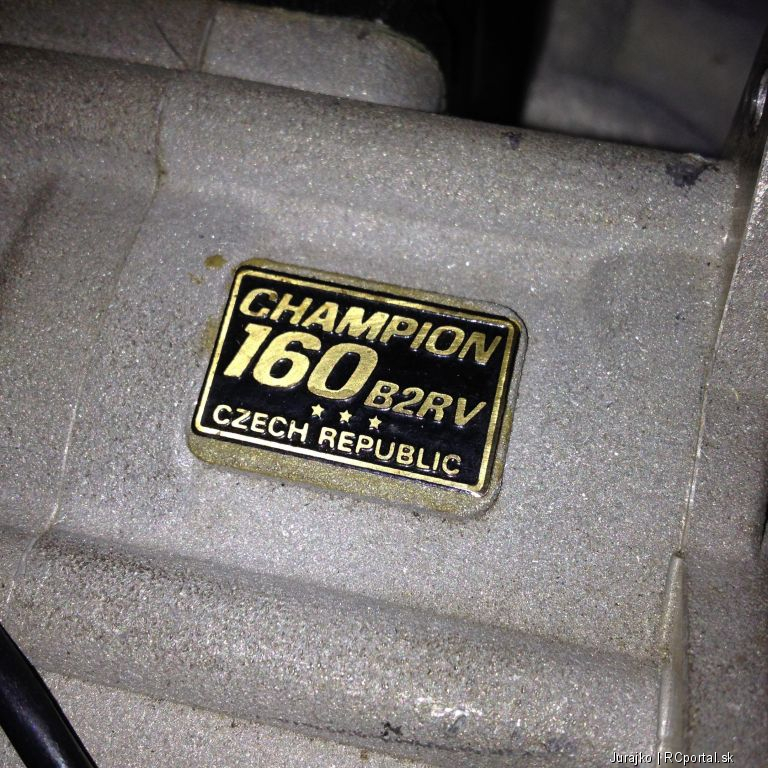 CHAMPION
160 B2RV
CZECH REPUBLIC
Jurajko | RCportal.sk